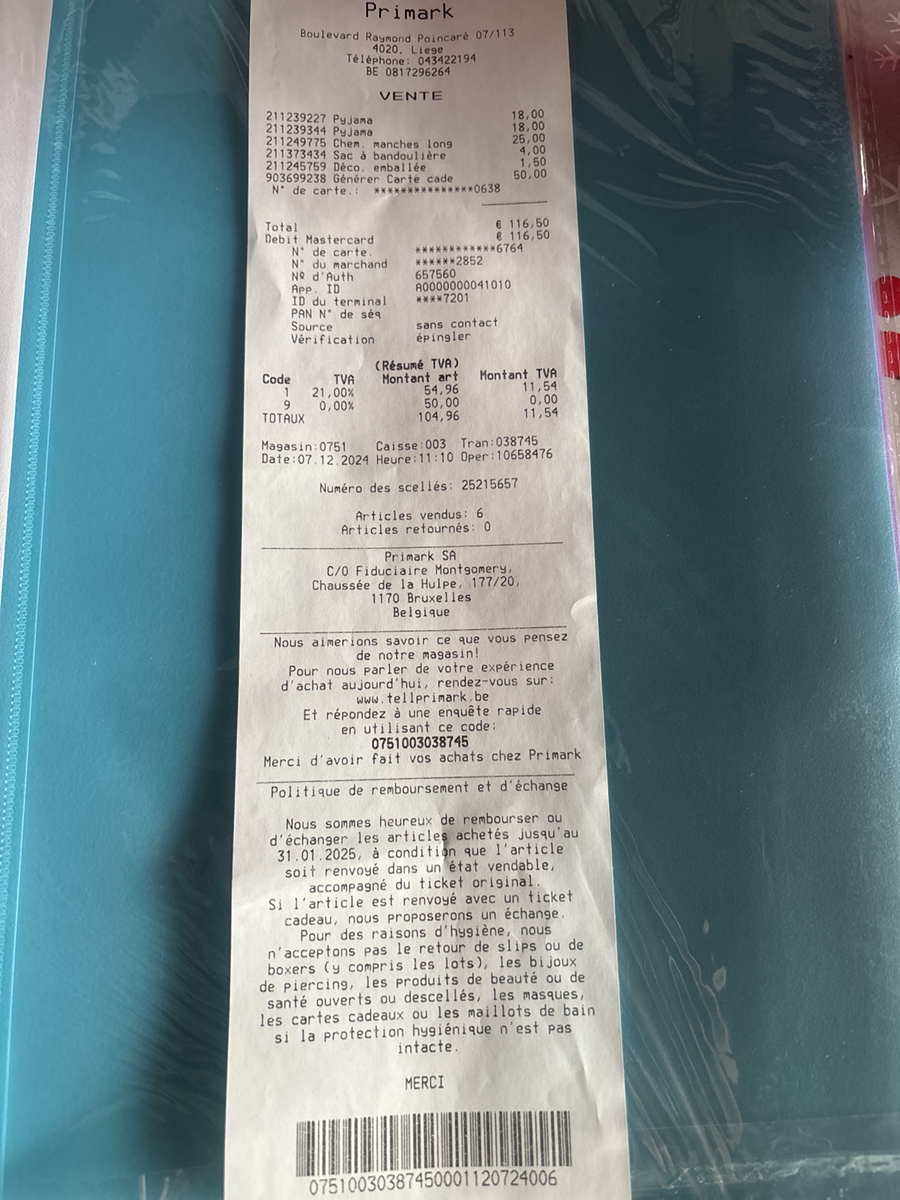 Primark
Boulevard Raymond Poincaré 07/113
4020, Liege
Téléphone: 043422194
BE 0817296264
VENTE
211239227 Pyjama 18,00
211239344 Pyjama 18,00
211249775 Chem. manches long 25,00
211373434 Sac à bandoulière 4,00
211245759 Déco. emballée 1,50
903699238 Générer Carte cade 50,00
N° de carte.: ***************0638
Total € 116,50
Debit Mastercard € 116,50
N° de carte. ************6764
N° du marchand ******2852
Nº d'Auth 657560
App. ID A0000000041010
ID du terminal ****7201
PAN N° de séq
Source sans contact
Vérification épingler
(Résumé TVA)
Code TVA Montant art Montant TVA
1 21,00% 54,96 11,54
9 0,00% 50,00 0,00
TOTAUX 104,96 11,54
Magasin:0751 Caisse:003 Tran:038745
Date:07.12.2024 Heure:11:10 Oper:10658476
Numéro des scellés: 25215657
Articles vendus: 6
Articles retournés: 0
Primark SA
C/O Fiduciaire Montgomery,
Chaussée de la Hulpe, 177/20,
1170 Bruxelles
Belgique
Nous aimerions savoir ce que vous pensez
de notre magasin!
Pour nous parler de votre expérience
d'achat aujourd'hui, rendez-vous sur:
www.tellprimark.be
Et répondez à une enquête rapide
en utilisant ce code:
0751003038745
Merci d'avoir fait vos achats chez Primark
Politique de remboursement et d'échange
Nous sommes heureux de rembourser ou
d'échanger les articles achetés jusqu'au
31.01.2025, à condition que l'article
soit renvoyé dans un état vendable,
accompagné du ticket original.
Si l'article est renvoyé avec un ticket
cadeau, nous proposerons un échange.
Pour des raisons d'hygiène, nous
n'acceptons pas le retour de slips ou de
boxers (y compris les lots), les bijoux
de piercing, les produits de beauté ou de
santé ouverts ou descellés, les masques,
les cartes cadeaux ou les maillots de bain
si la protection hygiénique n'est pas
intacte.
MERCI
07510030387450001120724006